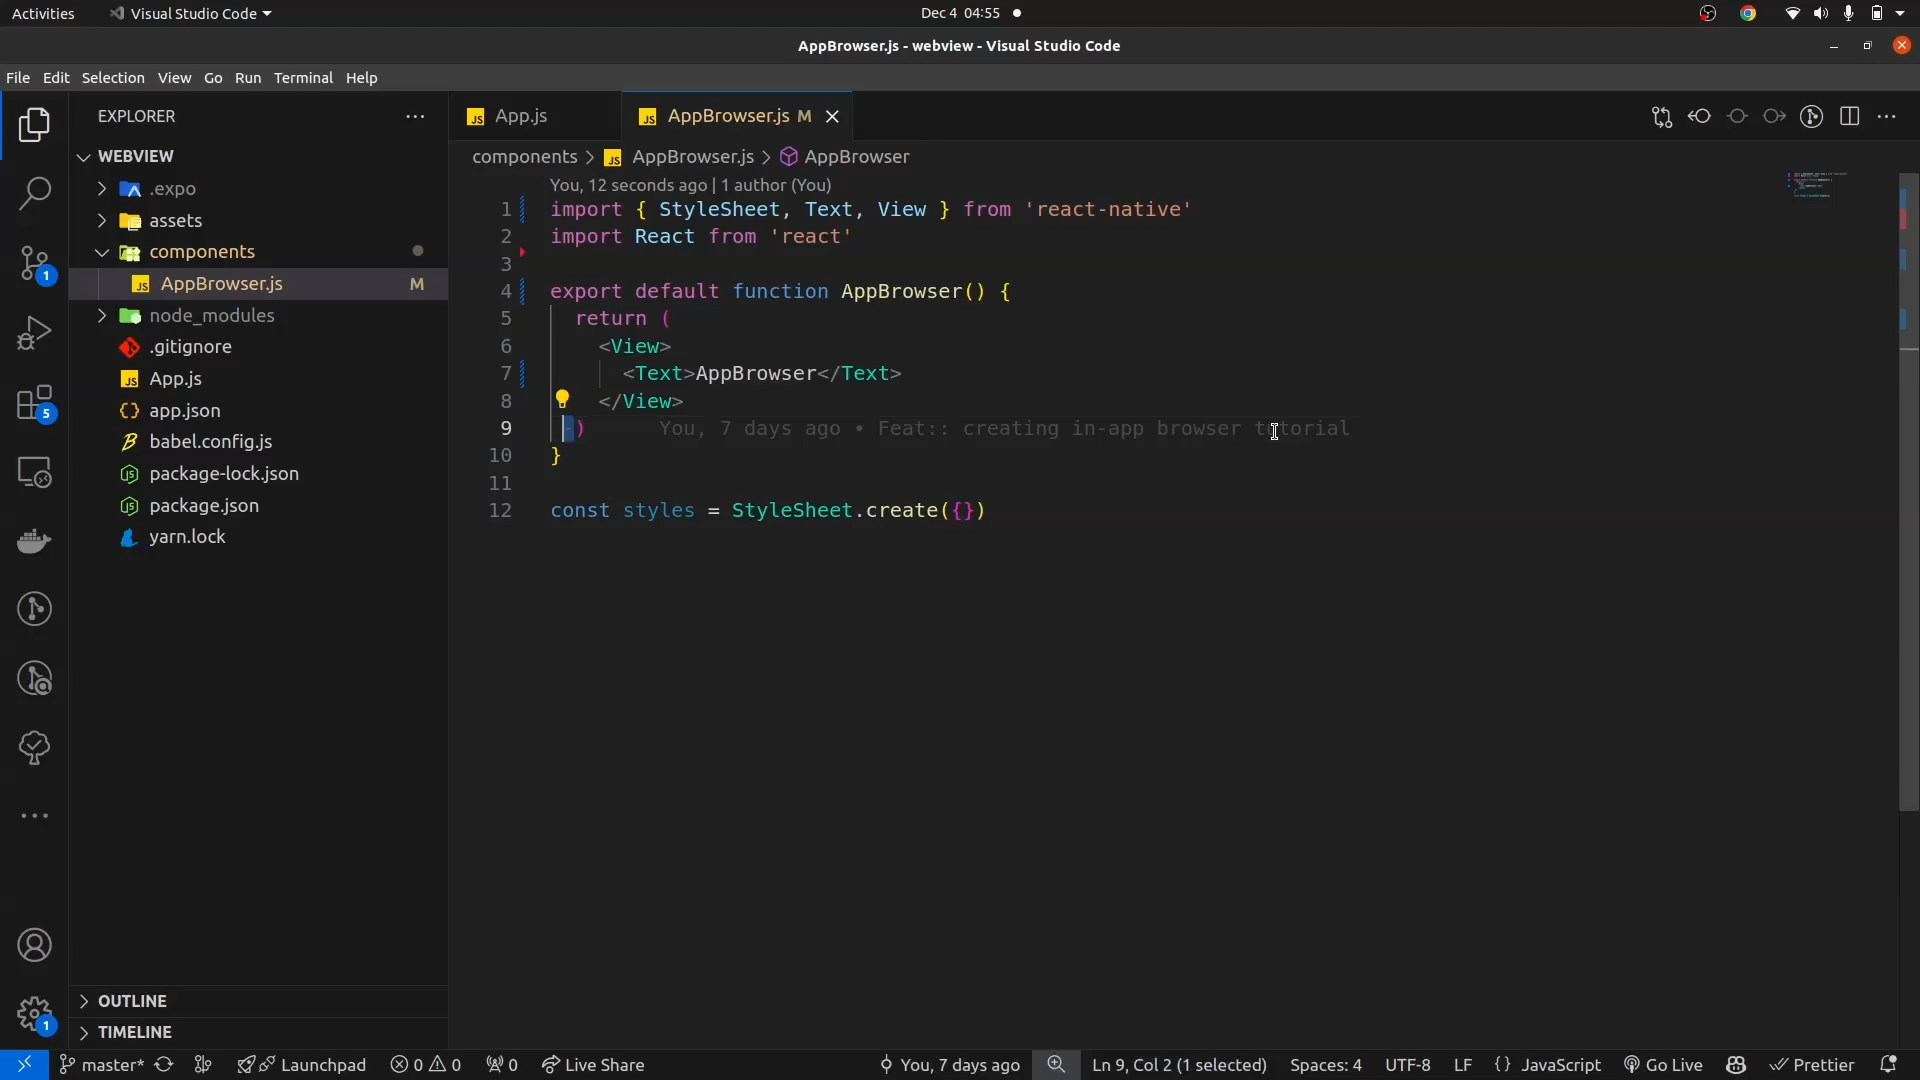 Activities Visual Studio Code Dec 4 04:55
AppBrowser.js - webview - Visual Studio Code
File Edit Selection View Go Run Terminal Help
EXPLORER
App.js
AppBrowser.js M
WEBVIEW
components AppBrowser.js AppBrowser
.expo
assets
components
AppBrowser.js M
node_modules
.gitignore
App.js
app.json
babel.config.js
package-lock.json
package.json
yarn.lock
You, 12 seconds ago | 1 author (You)
1 import { StyleSheet, Text, View } from 'react-native'
2 import React from 'react'
3
4 export default function AppBrowser() {
5 return (
6 <View>
7 <Text>AppBrowser</Text>
8 </View>
9 ) You, 7 days ago • Feat:: creating in-app browser tutorial
10 }
11
12 const styles = StyleSheet.create({})
1
5
1
OUTLINE
TIMELINE
master* Launchpad 0 0 0 Live Share You, 7 days ago Ln 9, Col 2 (1 selected) Spaces: 4 UTF-8 LF {} JavaScript Go Live Prettier